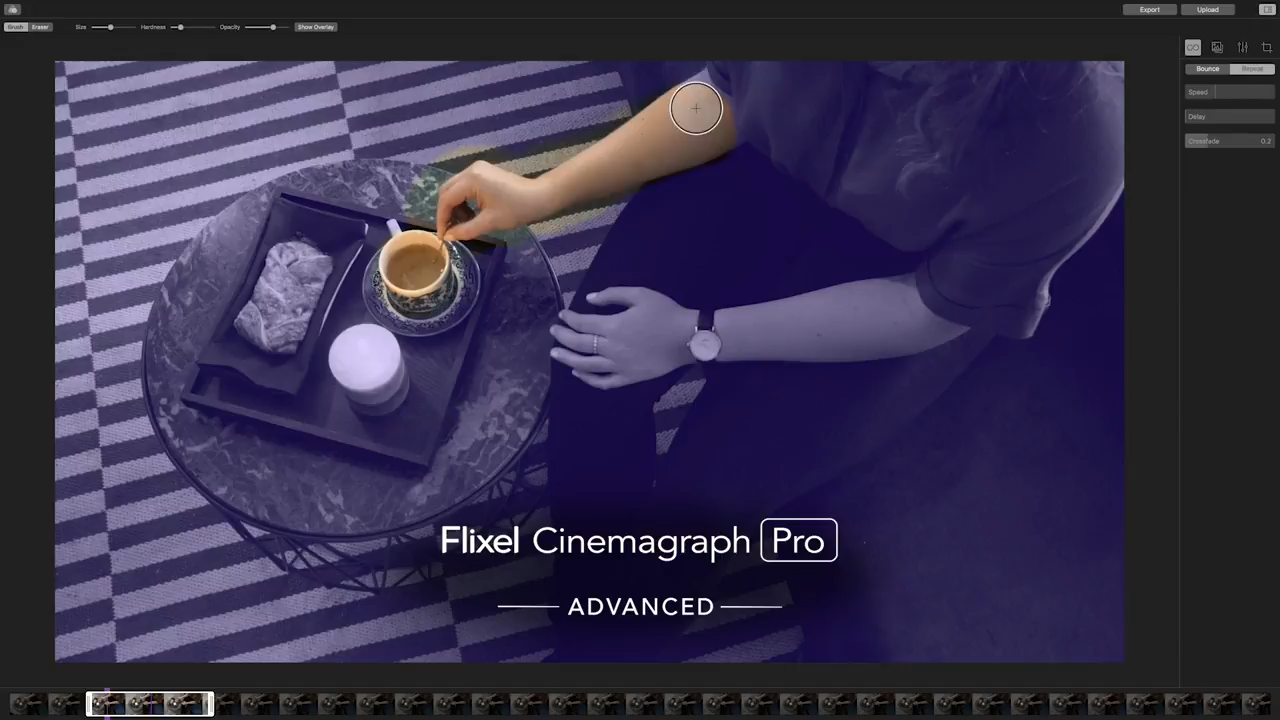 Export Upload
Brush Eraser Size Hardness Opacity Show Overlay
Bounce Repeat
Speed
Delay
Crossfade 0.2
Flixel Cinemagraph Pro
ADVANCED